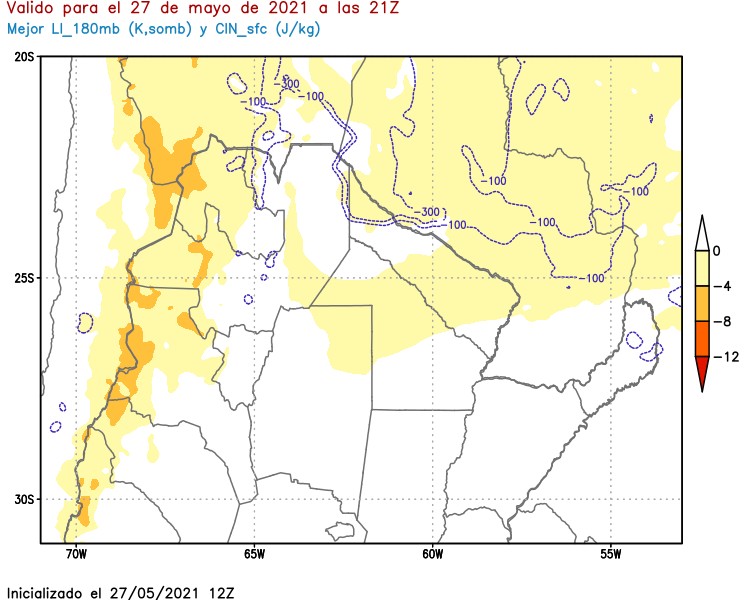 Valido para el 27 de mayo de 2021 a las 21Z
Mejor LI_180mb (K,somb) y CIN_sfc (J/kg)
20S
-300
-100
-100
-100
-100
-300
-100
-100
-100
25S
30S
70W
65W
60W
55W
0
-4
-8
-12
Inicializado el 27/05/2021 12Z